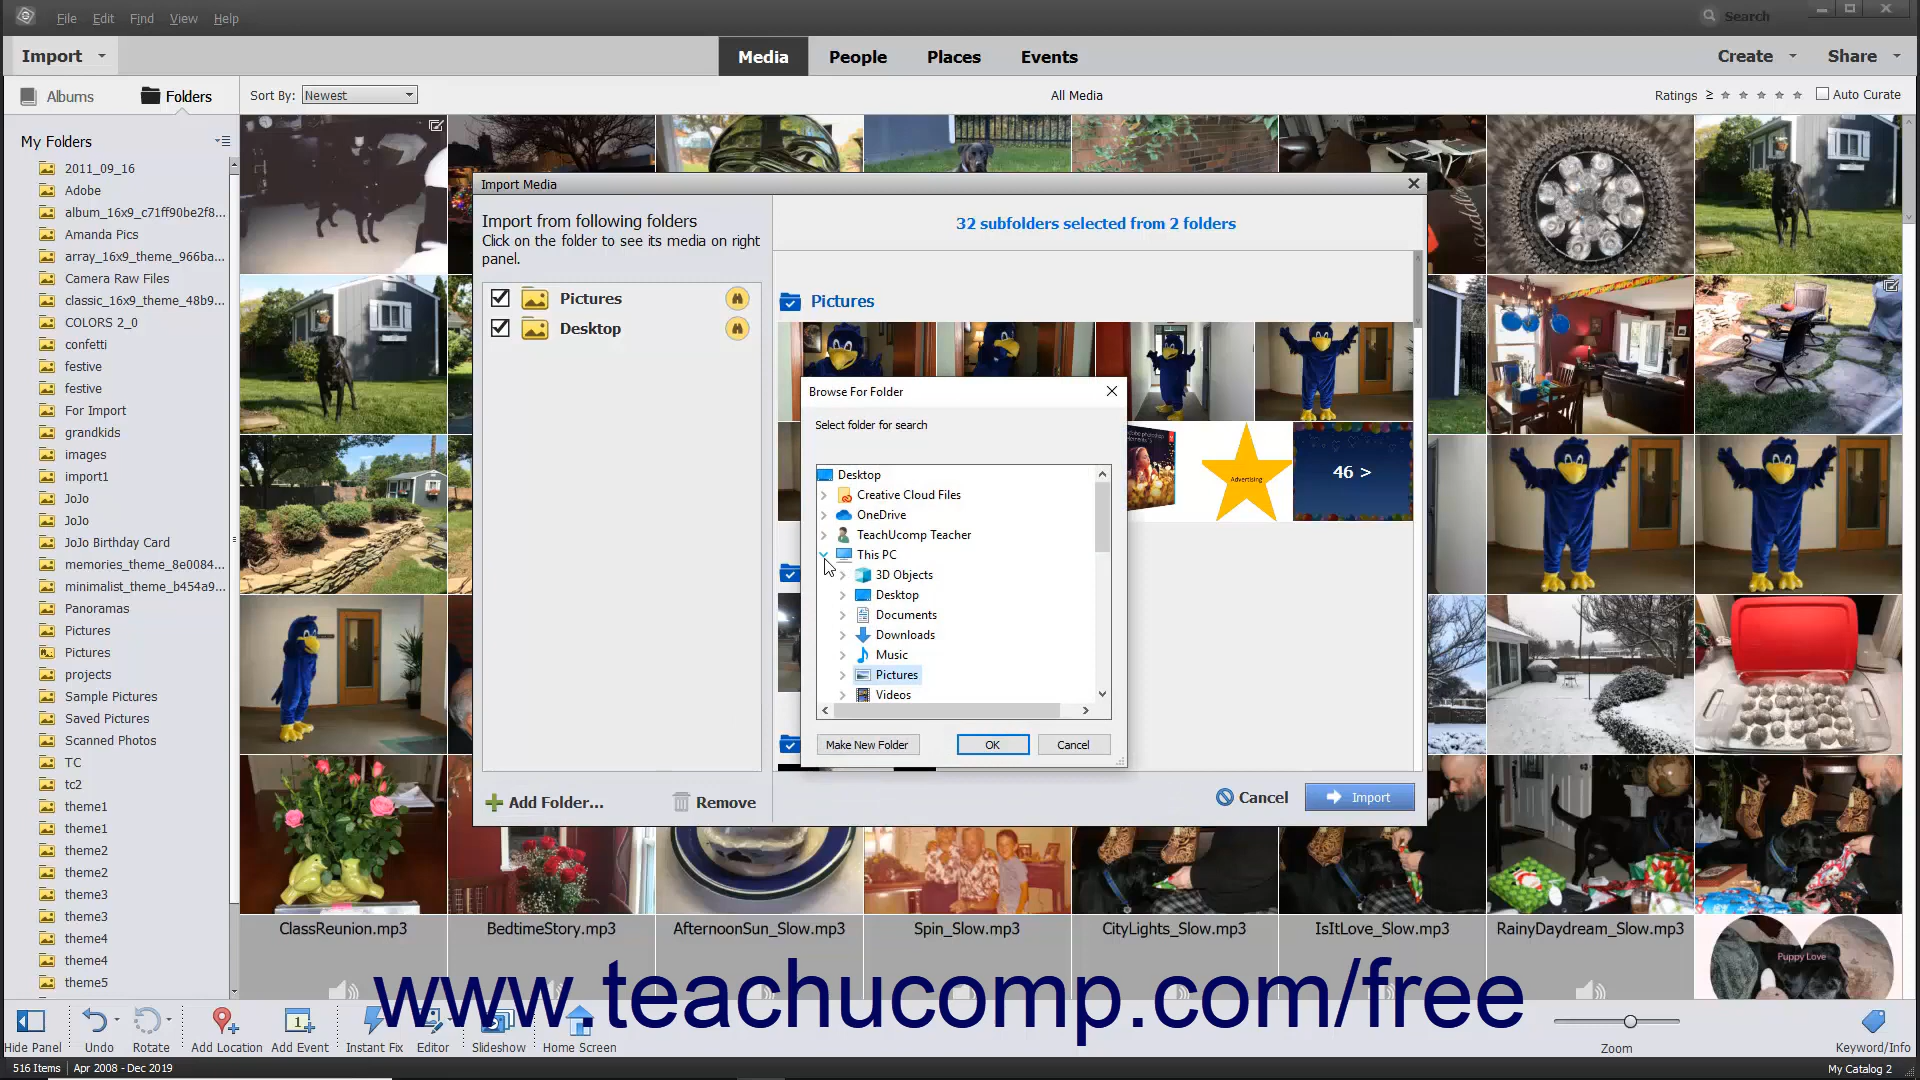 File Edit Find View Help
Search
Import
Media People Places Events
Create Share
Albums Folders
Sort By: Newest
All Media
Ratings ≥ Auto Curate
My Folders
2011_09_16
Adobe
album_16x9_c71ff90be2f8...
Amanda Pics
array_16x9_theme_966ba...
Camera Raw Files
classic_16x9_theme_48b9...
COLORS 2_0
confetti
festive
festive
For Import
grandkids
images
import1
JoJo
JoJo
JoJo Birthday Card
memories_theme_8e0084...
minimalist_theme_b454a9...
Panoramas
Pictures
Pictures
projects
Sample Pictures
Saved Pictures
Scanned Photos
TC
tc2
theme1
theme1
theme2
theme2
theme3
theme3
theme4
theme4
theme5
Import Media
Import from following folders
Click on the folder to see its media on right
panel.
Pictures
Desktop
Add Folder...
Remove
32 subfolders selected from 2 folders
Pictures
Advertising
46 >
Browse For Folder
Select folder for search
Desktop
Creative Cloud Files
OneDrive
TeachUcomp Teacher
This PC
3D Objects
Desktop
Documents
Downloads
Music
Pictures
Videos
Make New Folder
OK
Cancel
Cancel
Import
cuddle
ClassReunion.mp3
BedtimeStory.mp3
AfternoonSun_Slow.mp3
Spin_Slow.mp3
CityLights_Slow.mp3
IsItLove_Slow.mp3
RainyDaydream_Slow.mp3
Puppy Love
www.teachucomp.com/free
Hide Panel
Undo
Rotate
Add Location
1
Add Event
Instant Fix
Editor
Slideshow
Home Screen
Zoom
Keyword/Info
516 Items
Apr 2008 - Dec 2019
My Catalog 2